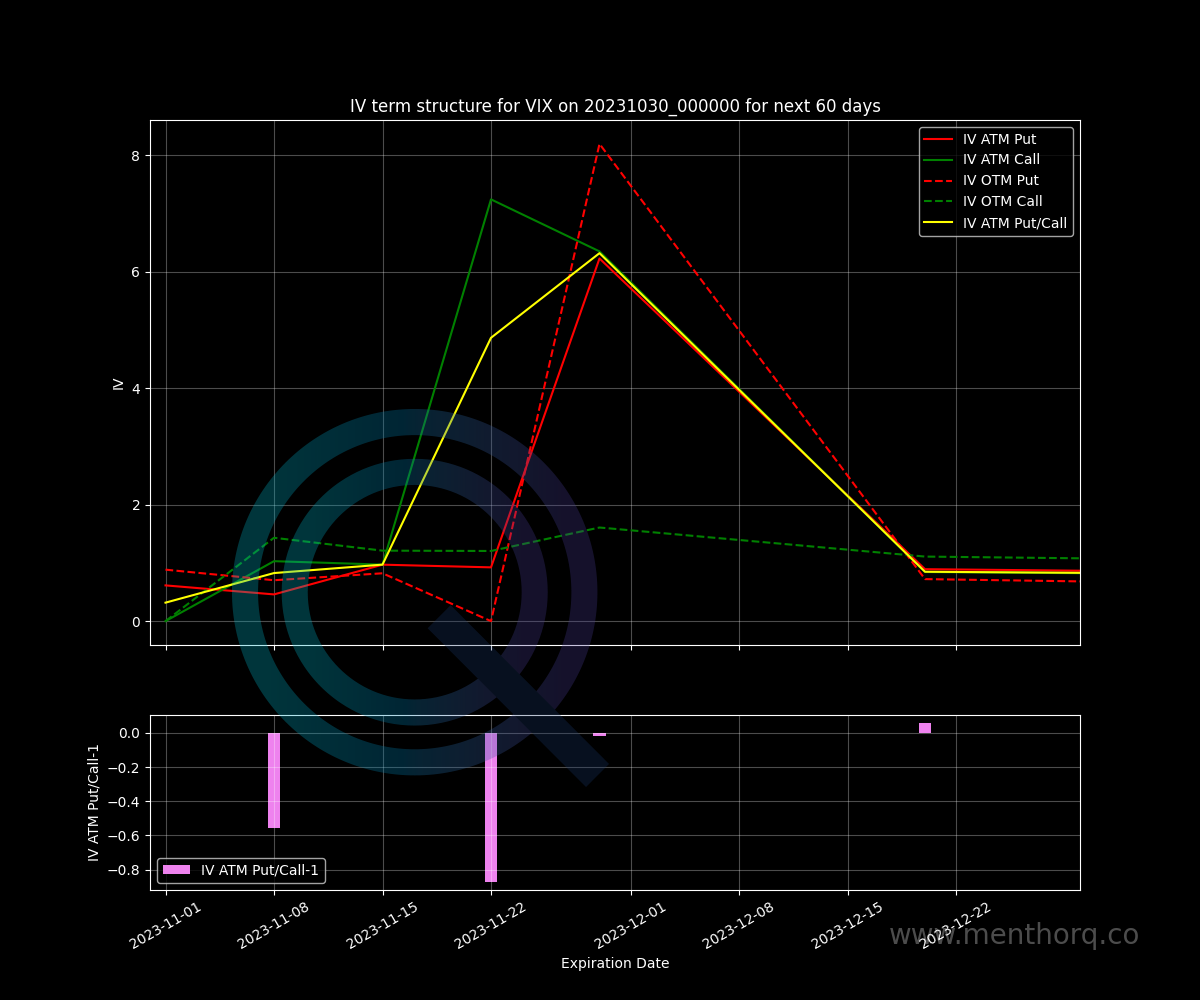 IV term structure for VIX on 20231030_000000 for next 60 days
IV ATM Put
IV ATM Call
IV OTM Put
IV OTM Call
IV ATM Put/Call
8
6
4
2
0
IV
0.0
−0.2
−0.4
−0.6
−0.8
IV ATM Put/Call-1
IV ATM Put/Call-1
2023-11-01
2023-11-08
2023-11-15
2023-11-22
2023-12-01
2023-12-08
2023-12-15
2023-12-22
Expiration Date
www.menthorq.co